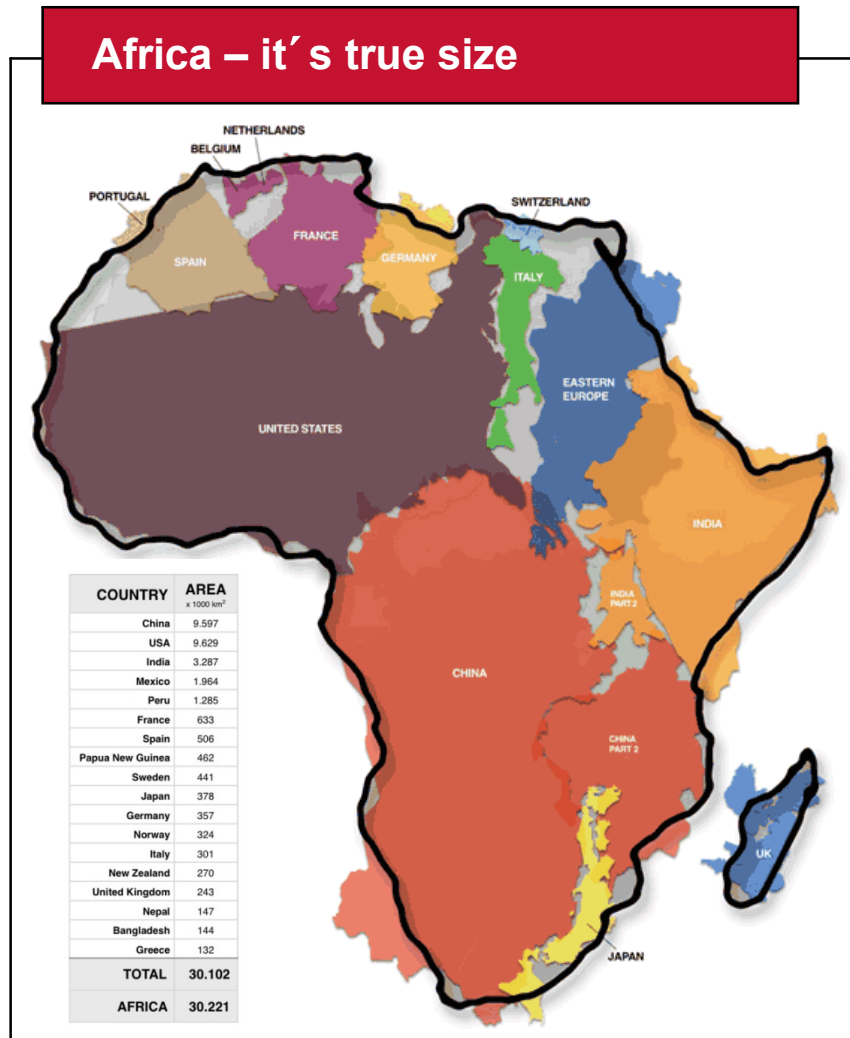 Africa – it´s true size
NETHERLANDS
BELGIUM
PORTUGAL
SWITZERLAND
SPAIN
FRANCE
GERMANY
ITALY
EASTERN
EUROPE
UNITED STATES
INDIA
INDIA
PART 2
CHINA
CHINA
PART 2
UK
JAPAN
COUNTRY AREA
x 1000 km²
China 9.597
USA 9.629
India 3.287
Mexico 1.964
Peru 1.285
France 633
Spain 506
Papua New Guinea 462
Sweden 441
Japan 378
Germany 357
Norway 324
Italy 301
New Zealand 270
United Kingdom 243
Nepal 147
Bangladesh 144
Greece 132
TOTAL 30.102
AFRICA 30.221